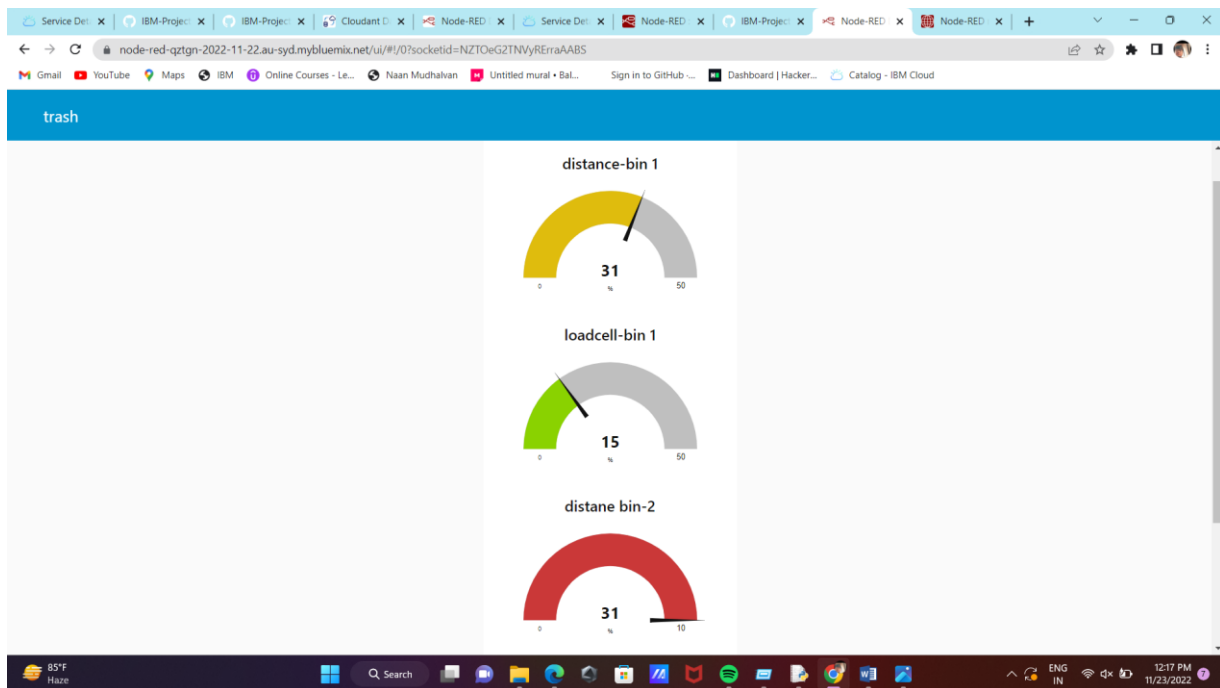 Service Det
IBM-Project
IBM-Project
Cloudant D
Node-RED
Service Det
Node-RED
IBM-Project
Node-RED
Node-RED
node-red-qztgn-2022-11-22.au-syd.mybluemix.net/ui/#!/0?socketid=NZTOeG2TNVyRErraAABS
Gmail YouTube Maps IBM Online Courses - Le... Naan Mudhalvan Untitled mural • Bal... Sign in to GitHub ·... Dashboard | Hacker... Catalog - IBM Cloud
trash
distance-bin 1
31
0 % 50
loadcell-bin 1
15
0 % 50
distane bin-2
31
0 % 10
85°F
Haze
Search
ENG
IN
12:17 PM
11/23/2022
7